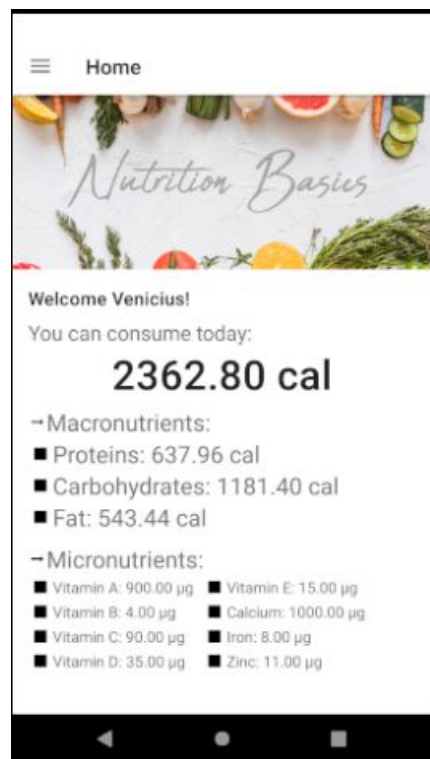 Home
Nutrition Basics
Welcome Venicius!
You can consume today:
2362.80 cal
→Macronutrients:
■ Proteins: 637.96 cal
■ Carbohydrates: 1181.40 cal
■ Fat: 543.44 cal
→Micronutrients:
■ Vitamin A: 900.00 μg ■ Vitamin E: 15.00 μg
■ Vitamin B: 4.00 μg ■ Calcium: 1000.00 μg
■ Vitamin C: 90.00 μg ■ Iron: 8.00 μg
■ Vitamin D: 35.00 μg ■ Zinc: 11.00 μg